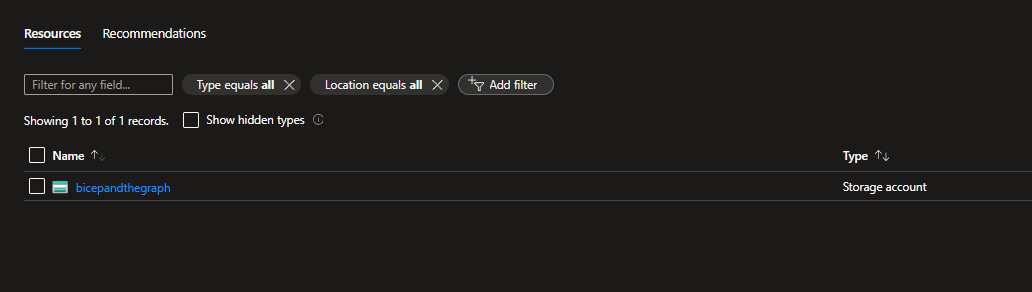 Resources Recommendations
Filter for any field... Type equals all Location equals all Add filter
Showing 1 to 1 of 1 records. Show hidden types
Name Type
bicepandthegraph Storage account